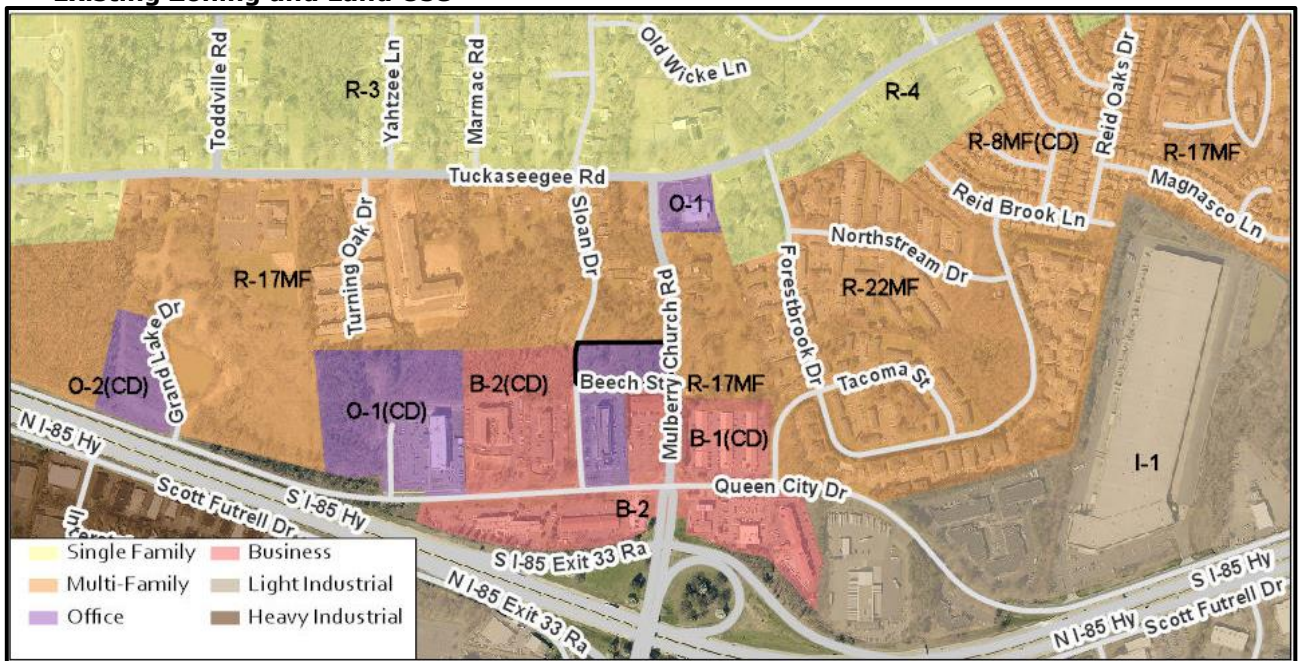 Existing Zoning and Land Use
Toddville Rd
Yahtzee Ln
Marmac Rd
Old Wicke Ln
R-3
R-4
Reid Oaks Dr
R-8MF(CD)
R-17MF
Magnasco Ln
Tuckaseegee Rd
O-1
Reid Brook Ln
Sloan Dr
Turning Oak Dr
Northstream Dr
R-17MF
R-22MF
Mulberry Church Rd
Forestbrook Dr
Grand Lake Dr
O-2(CD)
O-1(CD)
B-2(CD)
Beech St
R-17MF
Tacoma St
B-1(CD)
I-1
N I-85 Hy
S I-85 Hy
Scott Futrell Dr
Queen City Dr
B-2
S I-85 Exit 33 Ra
N I-85 Exit 33 Ra
S I-85 Hy
N I-85 Hy
Scott Futrell Dr
Single Family
Business
Multi-Family
Light Industrial
Office
Heavy Industrial